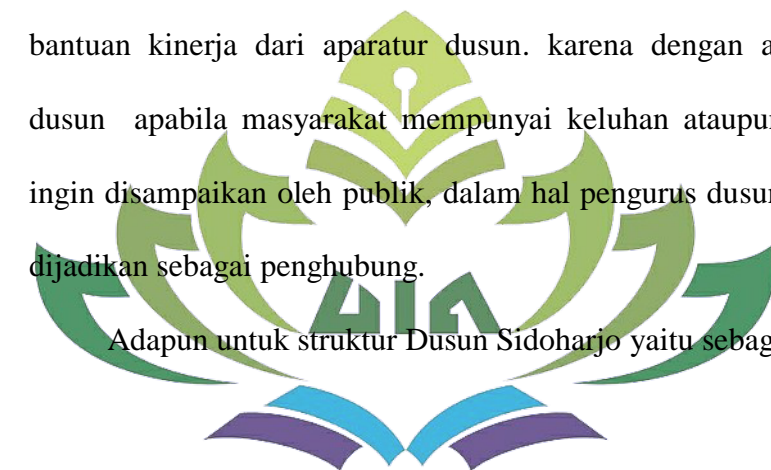 bantuan kinerja dari aparatur dusun. karena dengan a
dusun apabila masyarakat mempunyai keluhan ataupun
ingin disampaikan oleh publik, dalam hal pengurus dusun
dijadikan sebagai penghubung.
UIN
Adapun untuk struktur Dusun Sidoharjo yaitu sebag